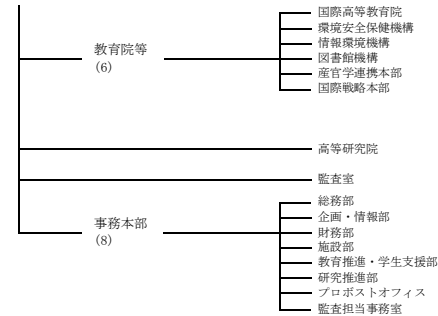 教育院等
(6)
国際高等教育院
環境安全保健機構
情報環境機構
図書館機構
産官学連携本部
国際戦略本部
高等研究院
監査室
事務本部
(8)
総務部
企画・情報部
財務部
施設部
教育推進・学生支援部
研究推進部
プロボストオフィス
監査担当事務室